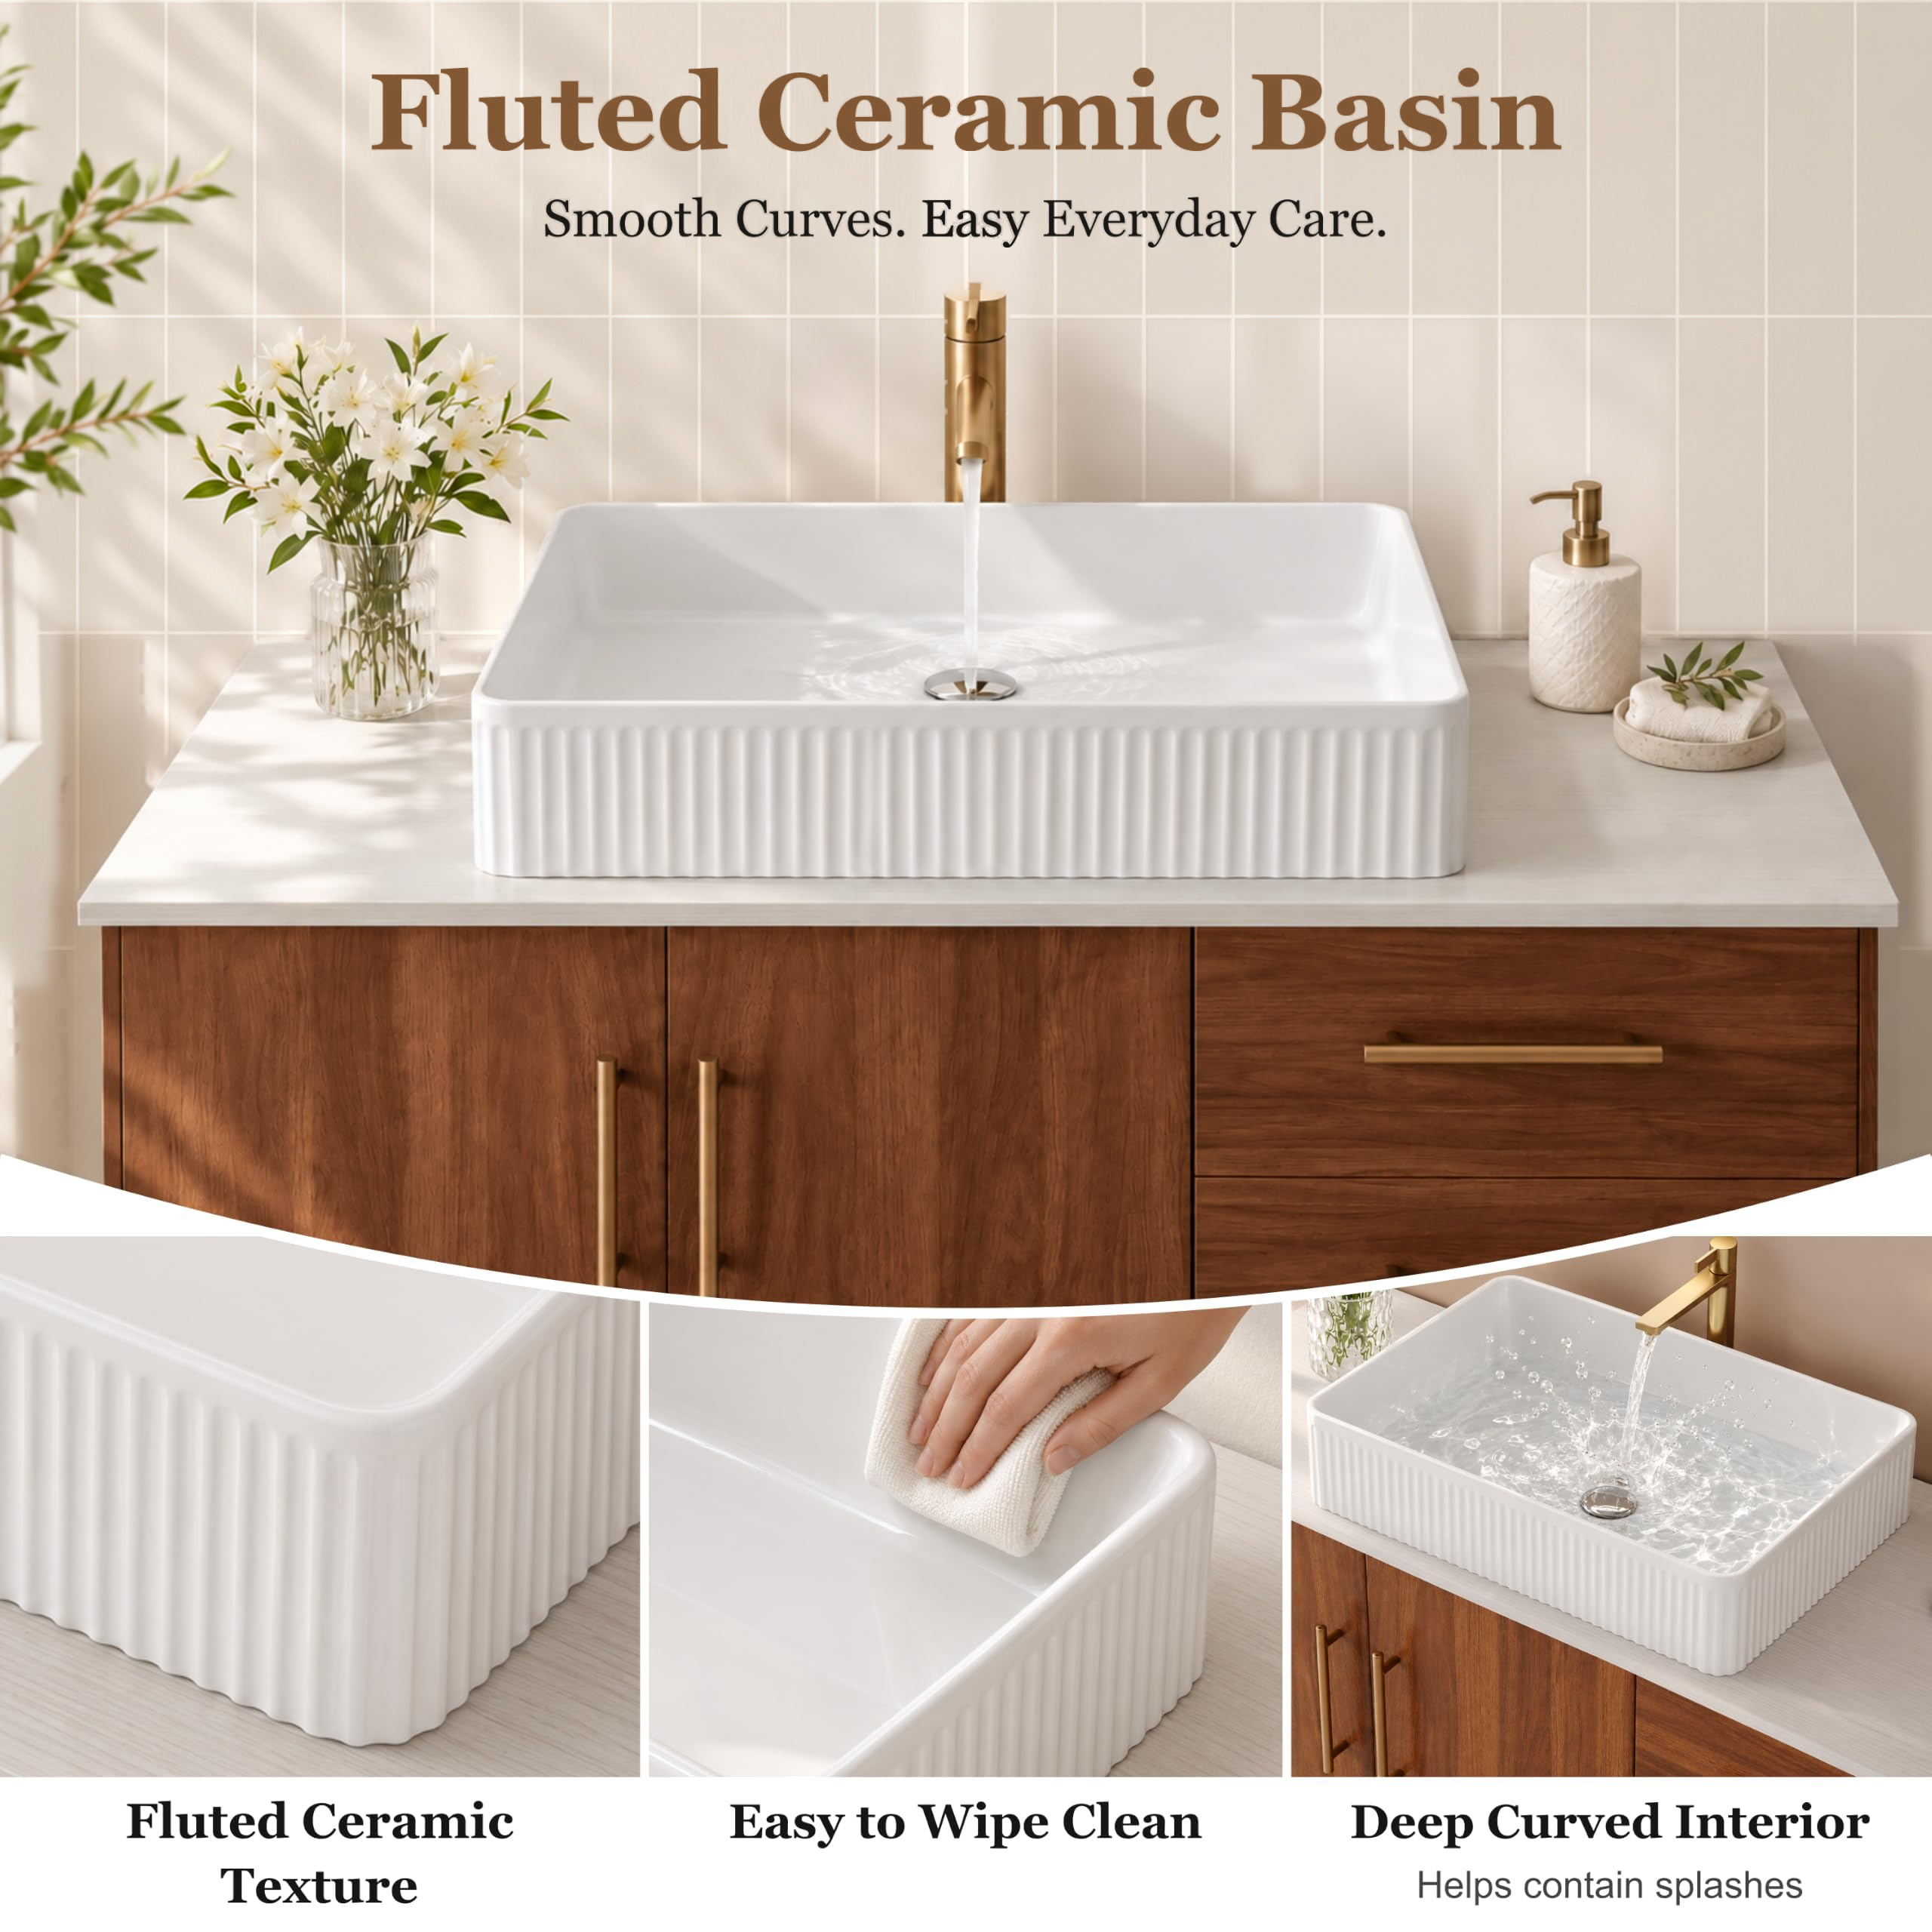 Fluted Ceramic Basin
Smooth Curves. Easy Everyday Care.
Fluted Ceramic
Texture
Easy to Wipe Clean
Deep Curved Interior
Helps contain splashes